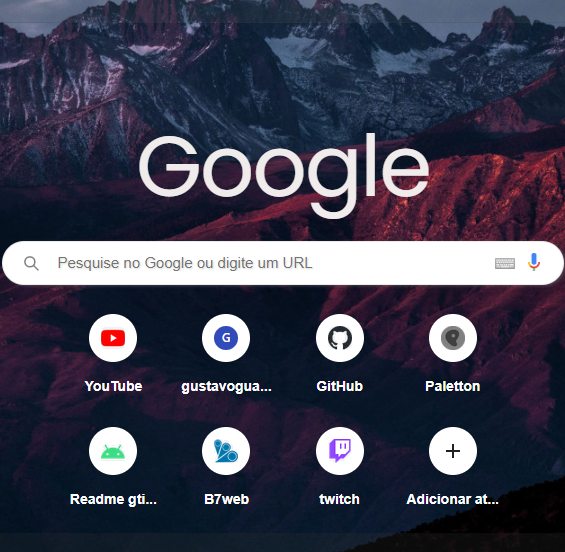 Google
Pesquise no Google ou digite um URL
G
YouTube
gustavogua...
GitHub
Paletton
Readme gti...
B7web
twitch
Adicionar at...